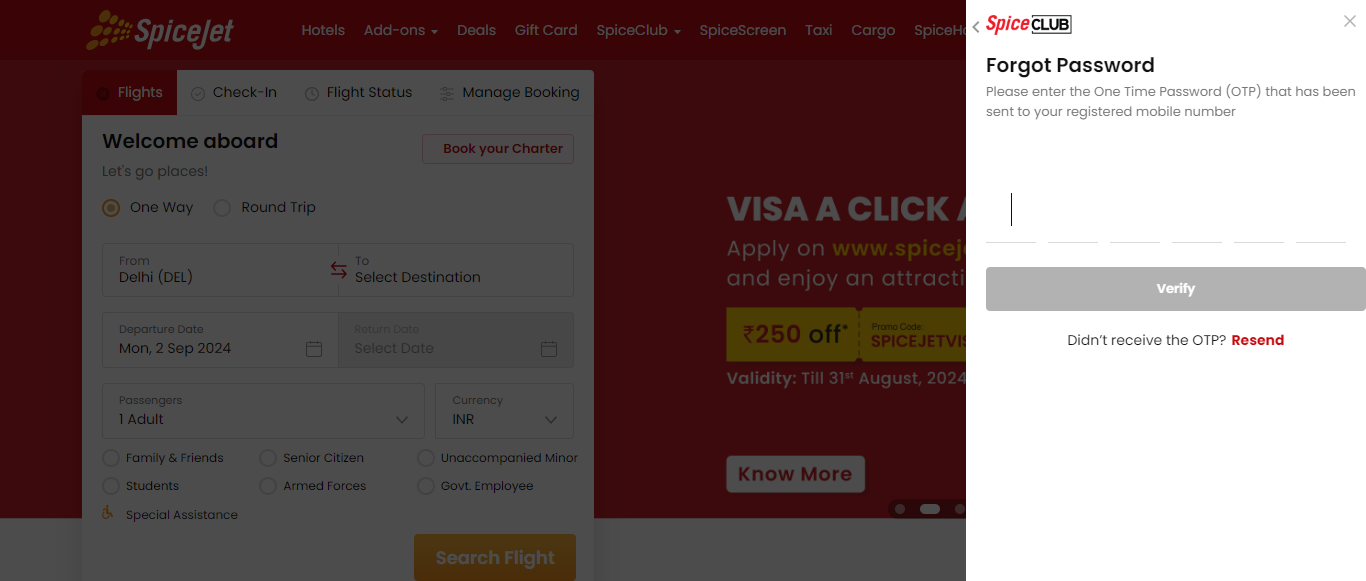 SpiceJet
Hotels Add-ons Deals Gift Card SpiceClub SpiceScreen Taxi Cargo
Flights Check-In Flight Status Manage Booking
Welcome aboard
Book your Charter
Let's go places!
One Way Round Trip
From
Delhi (DEL)
To
Select Destination
Departure Date
Mon, 2 Sep 2024
Return Date
Select Date
Passengers
1 Adult
Currency
INR
Family & Friends Senior Citizen Unaccompanied Minor
Students Armed Forces Govt. Employee
Special Assistance
Search Flight
VISA A CLICK
Apply on www.spicej
and enjoy an attracti
₹250 off*
Promo Code:
SPICEJETVIS
Validity: Till 31st August, 2024
Know More
SpiceCLUB
Forgot Password
Please enter the One Time Password (OTP) that has been
sent to your registered mobile number
Verify
Didn't receive the OTP? Resend